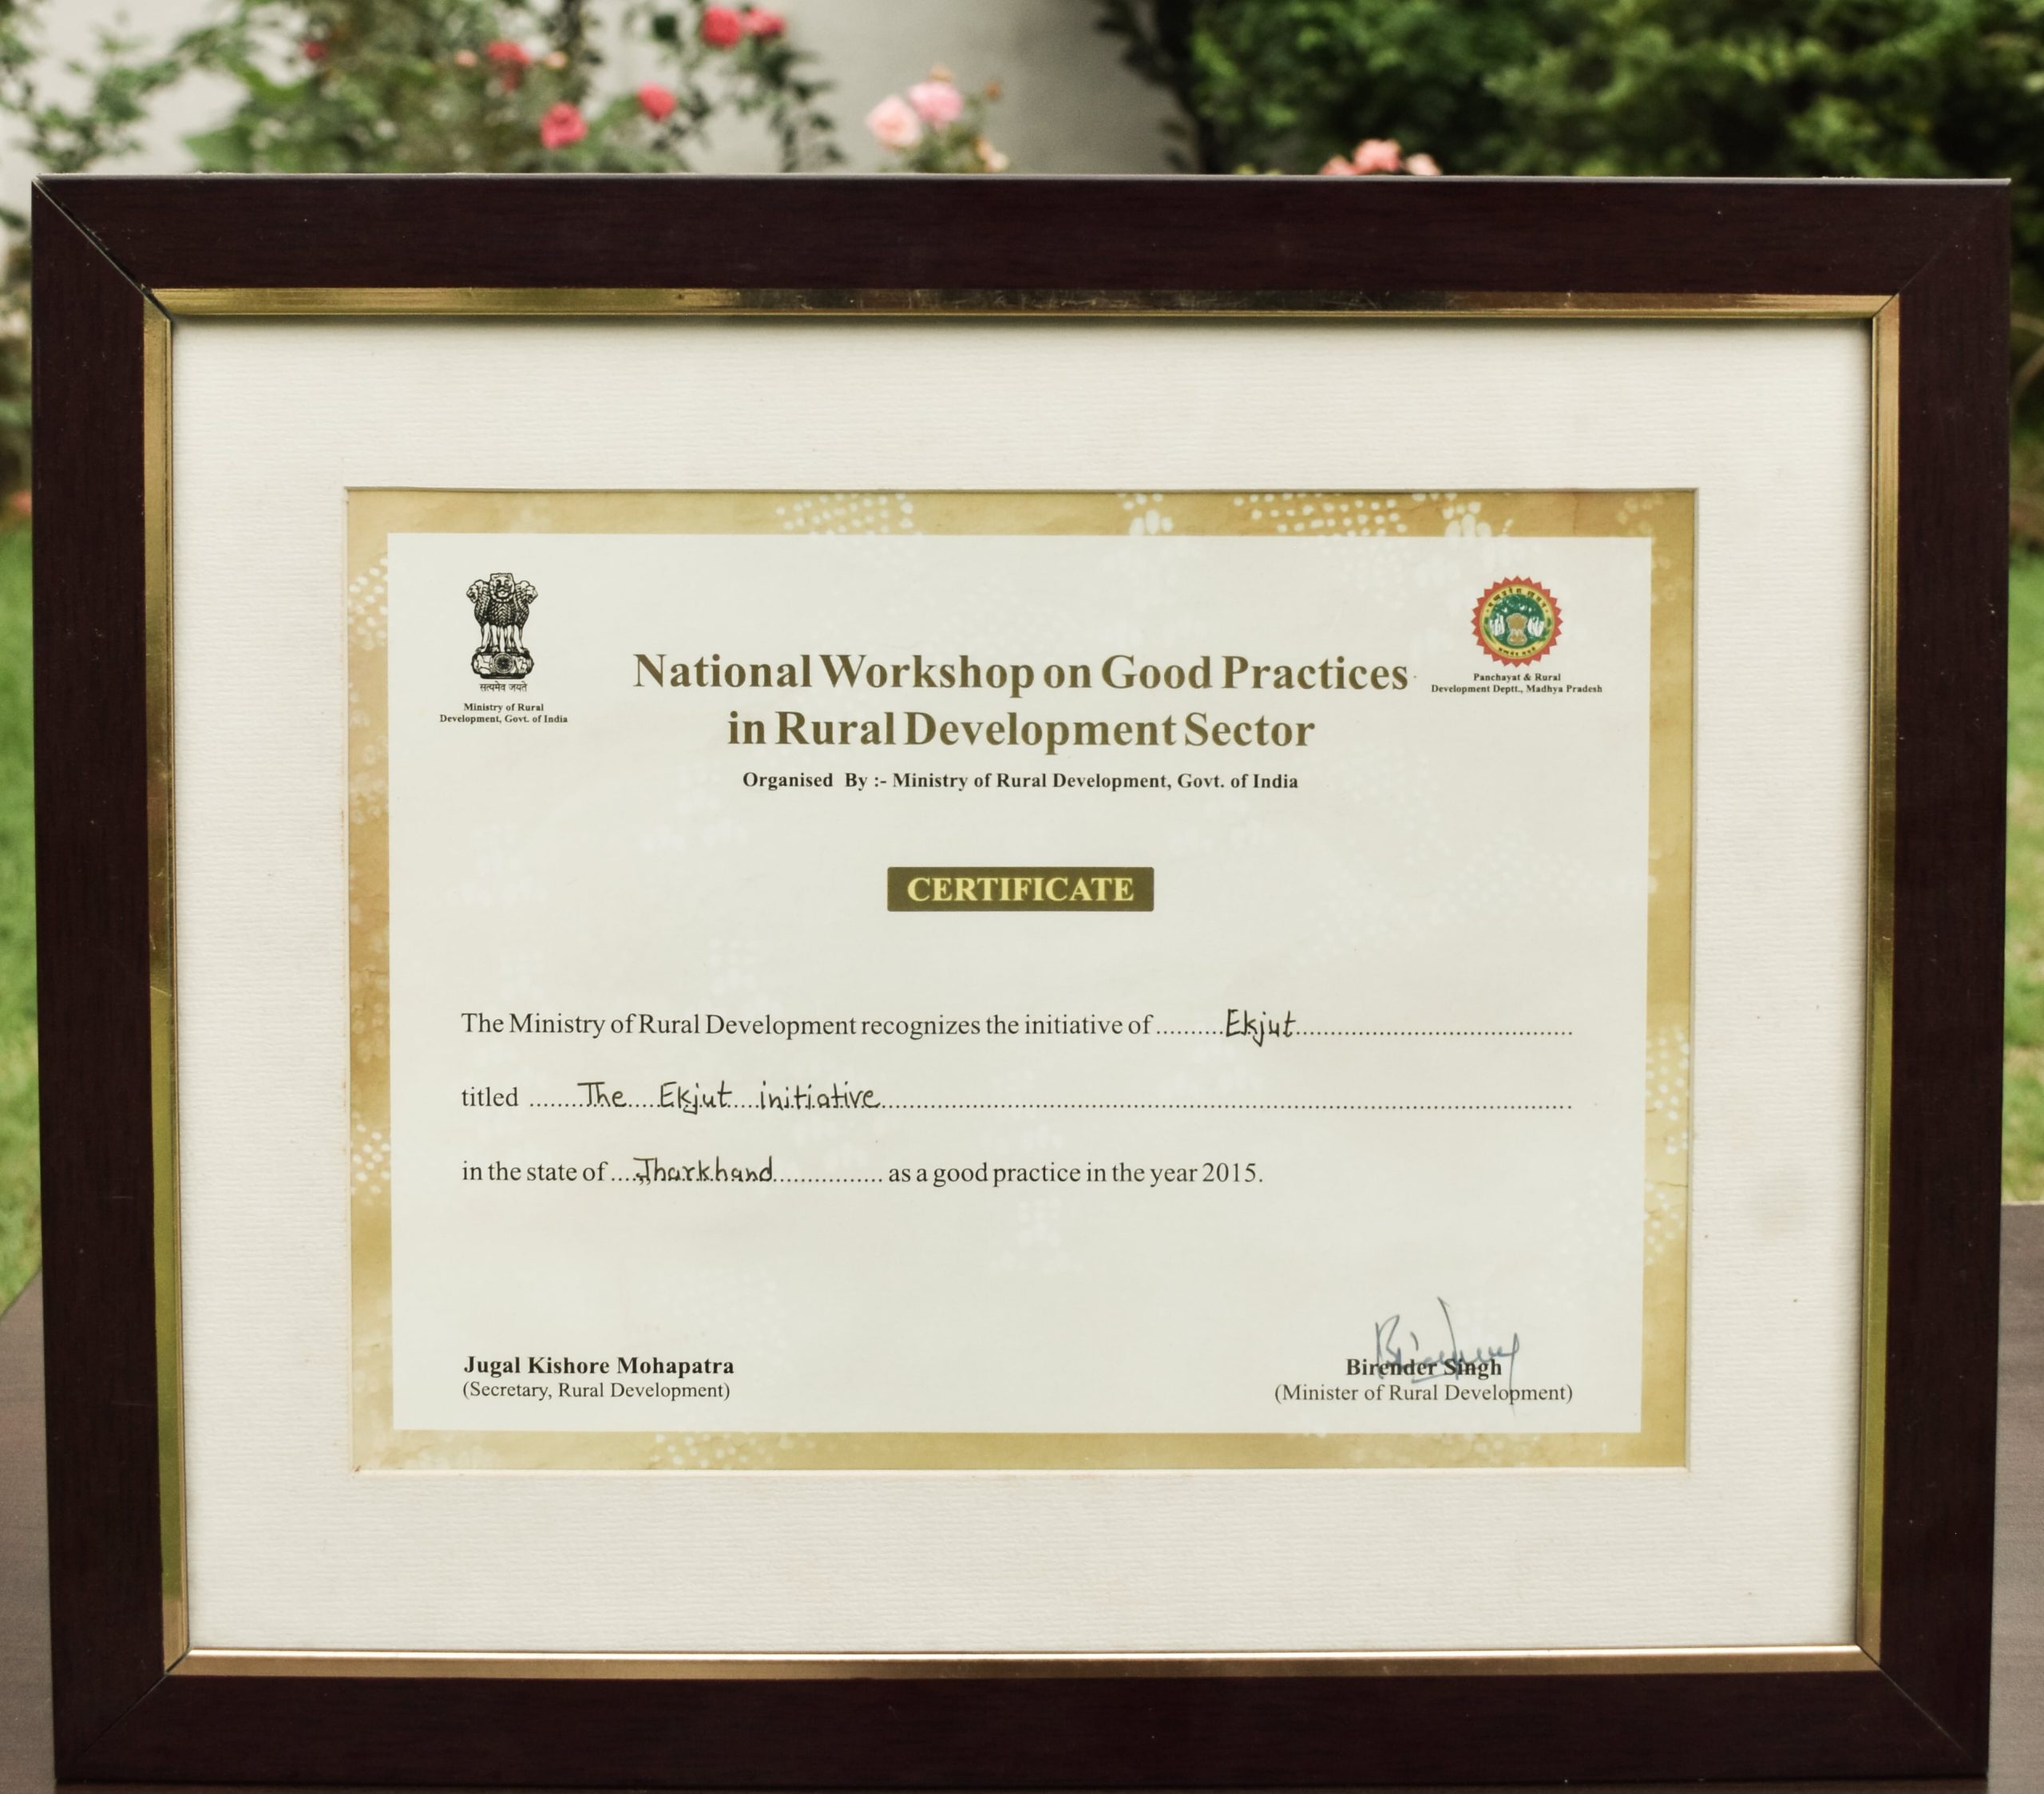 सत्यमेव जयते
Ministry of Rural
Development, Govt. of India
Panchayat & Rural
Development Deptt., Madhya Pradesh
National Workshop on Good Practices
in Rural Development Sector
Organised By :- Ministry of Rural Development, Govt. of India
CERTIFICATE
The Ministry of Rural Development recognizes the initiative of .........Ekjut.........
titled ........The....Ekjut....initiative.........
in the state of ....Jharkhand................ as a good practice in the year 2015.
Jugal Kishore Mohapatra
(Secretary, Rural Development)
Birender Singh
(Minister of Rural Development)